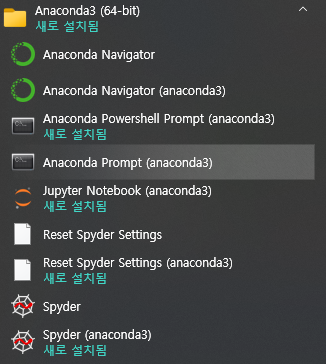 Anaconda3 (64-bit)
새로 설치됨
Anaconda Navigator
Anaconda Navigator (anaconda3)
Anaconda Powershell Prompt (anaconda3)
새로 설치됨
Anaconda Prompt (anaconda3)
Jupyter Notebook (anaconda3)
새로 설치됨
Reset Spyder Settings
Reset Spyder Settings (anaconda3)
새로 설치됨
Spyder
Spyder (anaconda3)
새로 설치됨